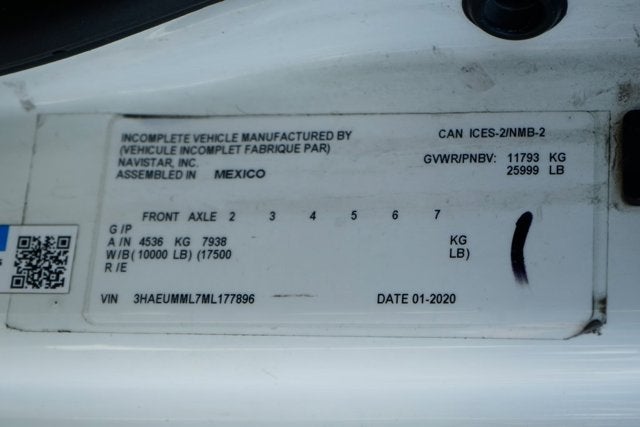 INCOMPLETE VEHICLE MANUFACTURED BY
(VEHICULE INCOMPLET FABRIQUE PAR)
NAVISTAR, INC.
ASSEMBLED IN MEXICO
CAN ICES-2/NMB-2
GVWR/PNBV: 11793 KG
25999 LB
FRONT AXLE 2 3 4 5 6 7
G /P
A /N 4536 KG 7938 KG
W/B( 10000 LB) (17500 LB)
R /E
VIN 3HAEUMML7ML177896
DATE 01-2020